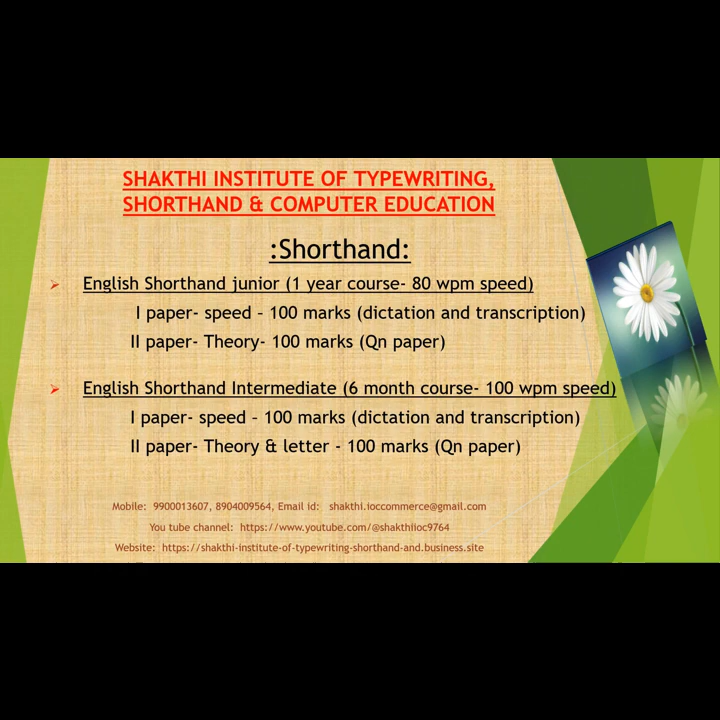 SHAKTHI INSTITUTE OF TYPEWRITING,
SHORTHAND & COMPUTER EDUCATION
:Shorthand:
English Shorthand junior (1 year course- 80 wpm speed)
I paper- speed – 100 marks (dictation and transcription)
II paper- Theory- 100 marks (Qn paper)
English Shorthand Intermediate (6 month course- 100 wpm speed)
I paper- speed – 100 marks (dictation and transcription)
II paper- Theory & letter - 100 marks (Qn paper)
Mobile: 9900013607, 8904009564, Email id: shakthi.ioccommerce@gmail.com
You tube channel: https://www.youtube.com/@shakthiioc9764
Website: https://shakthi-institute-of-typewriting-shorthand-and.business.site